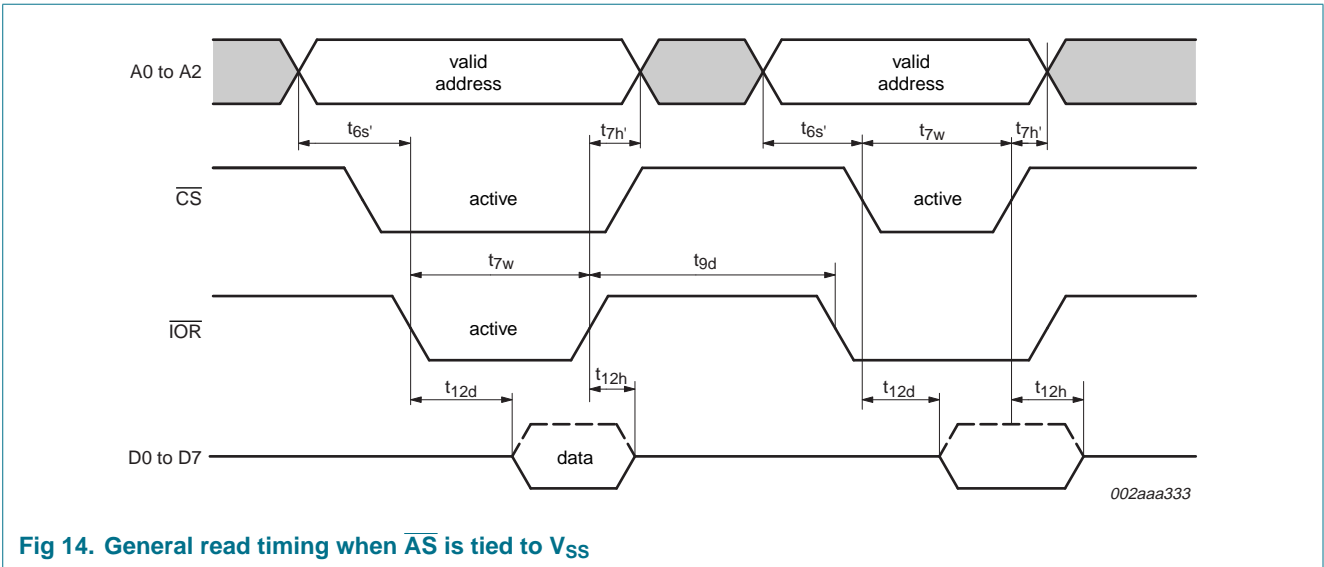 A0 to A2
valid
address
valid
address
t6s'
t7h'
t6s'
t7w
t7h'
CS
active
active
t7w
t9d
IOR
active
t12d
t12h
t12d
t12h
D0 to D7
data
002aaa333
Fig 14. General read timing when AS is tied to VSS